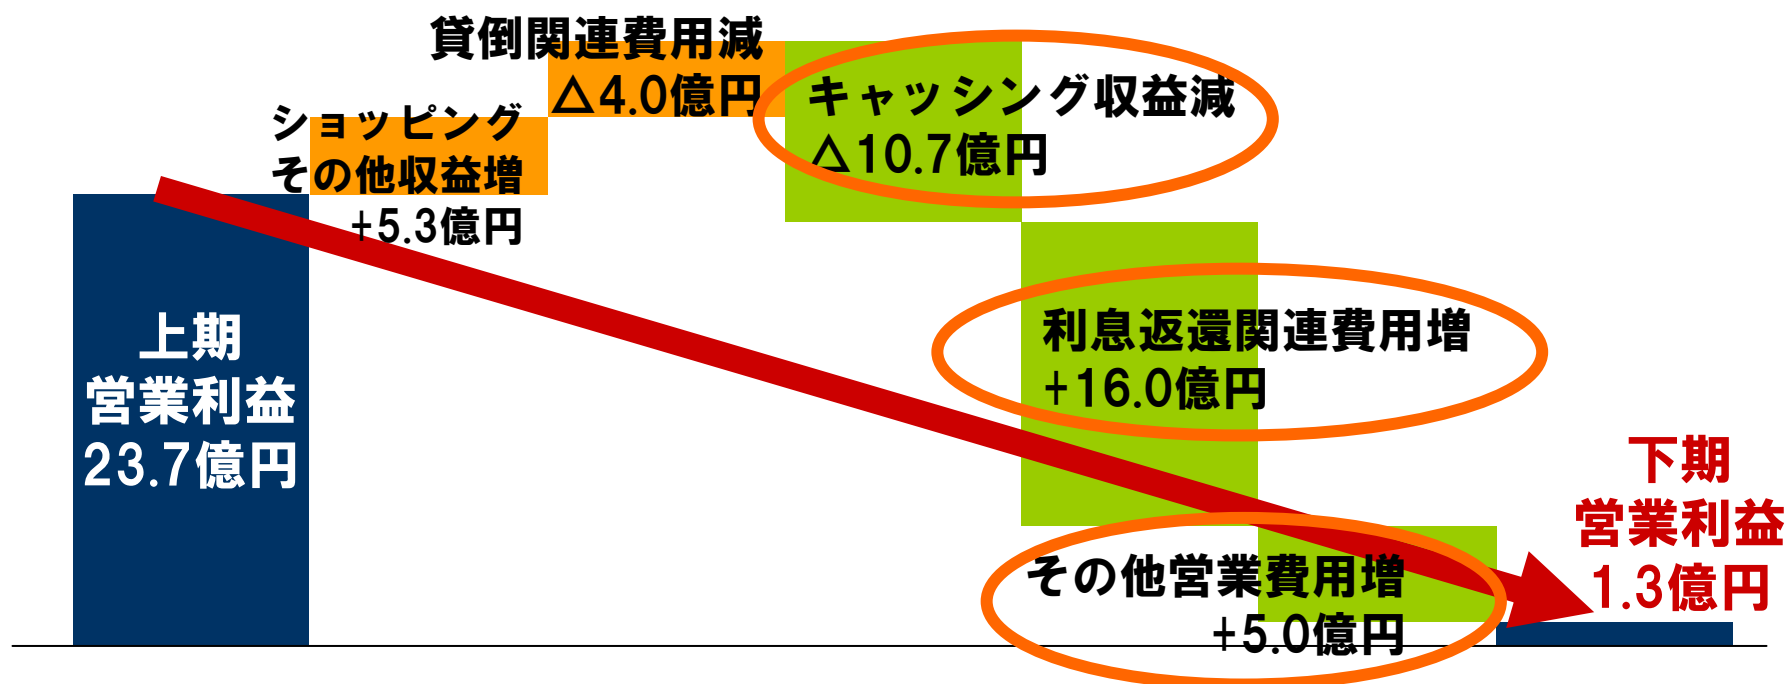 上期
営業利益
23.7億円
ショッピング
その他収益増
+5.3億円
貸倒関連費用減
△4.0億円
キャッシング収益減
△10.7億円
利息返還関連費用増
+16.0億円
その他営業費用増
+5.0億円
下期
営業利益
1.3億円